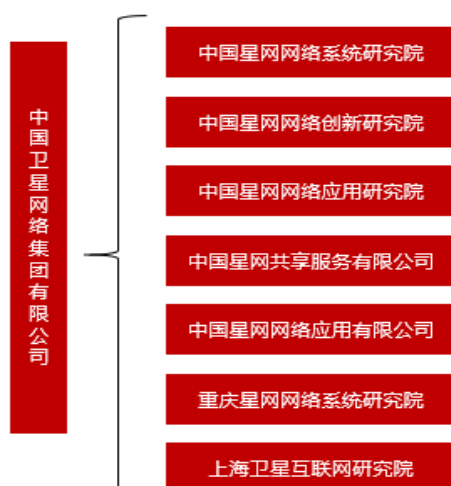 中国卫星网络集团有限公司
中国星网网络系统研究院
中国星网网络创新研究院
中国星网网络应用研究院
中国星网共享服务有限公司
中国星网网络应用有限公司
重庆星网网络系统研究院
上海卫星互联网研究院